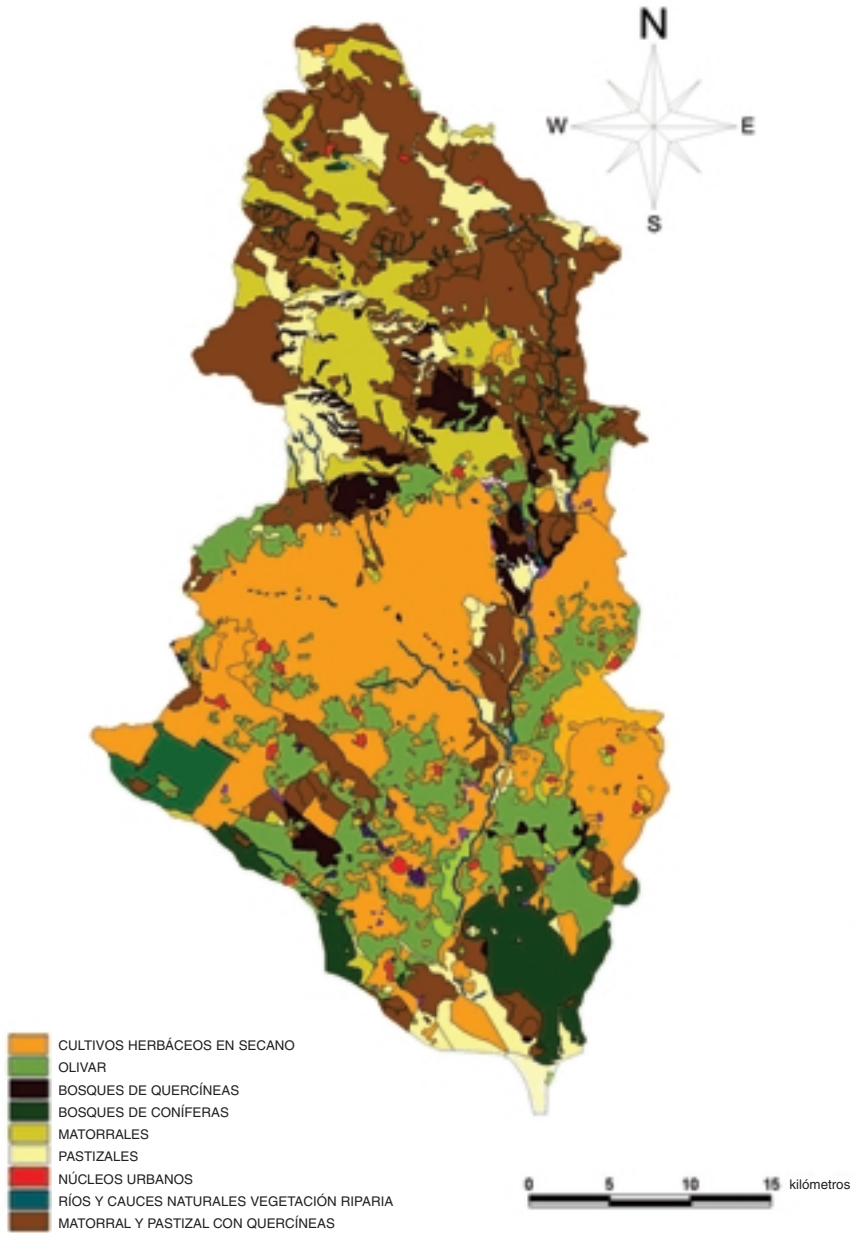 N
W E
S
CULTIVOS HERBÁCEOS EN SECANO
OLIVAR
BOSQUES DE QUERCÍNEAS
BOSQUES DE CONÍFERAS
MATORRALES
PASTIZALES
NÚCLEOS URBANOS
RÍOS Y CAUCES NATURALES VEGETACIÓN RIPARIA
MATORRAL Y PASTIZAL CON QUERCÍNEAS
0 5 10 15 kilómetros